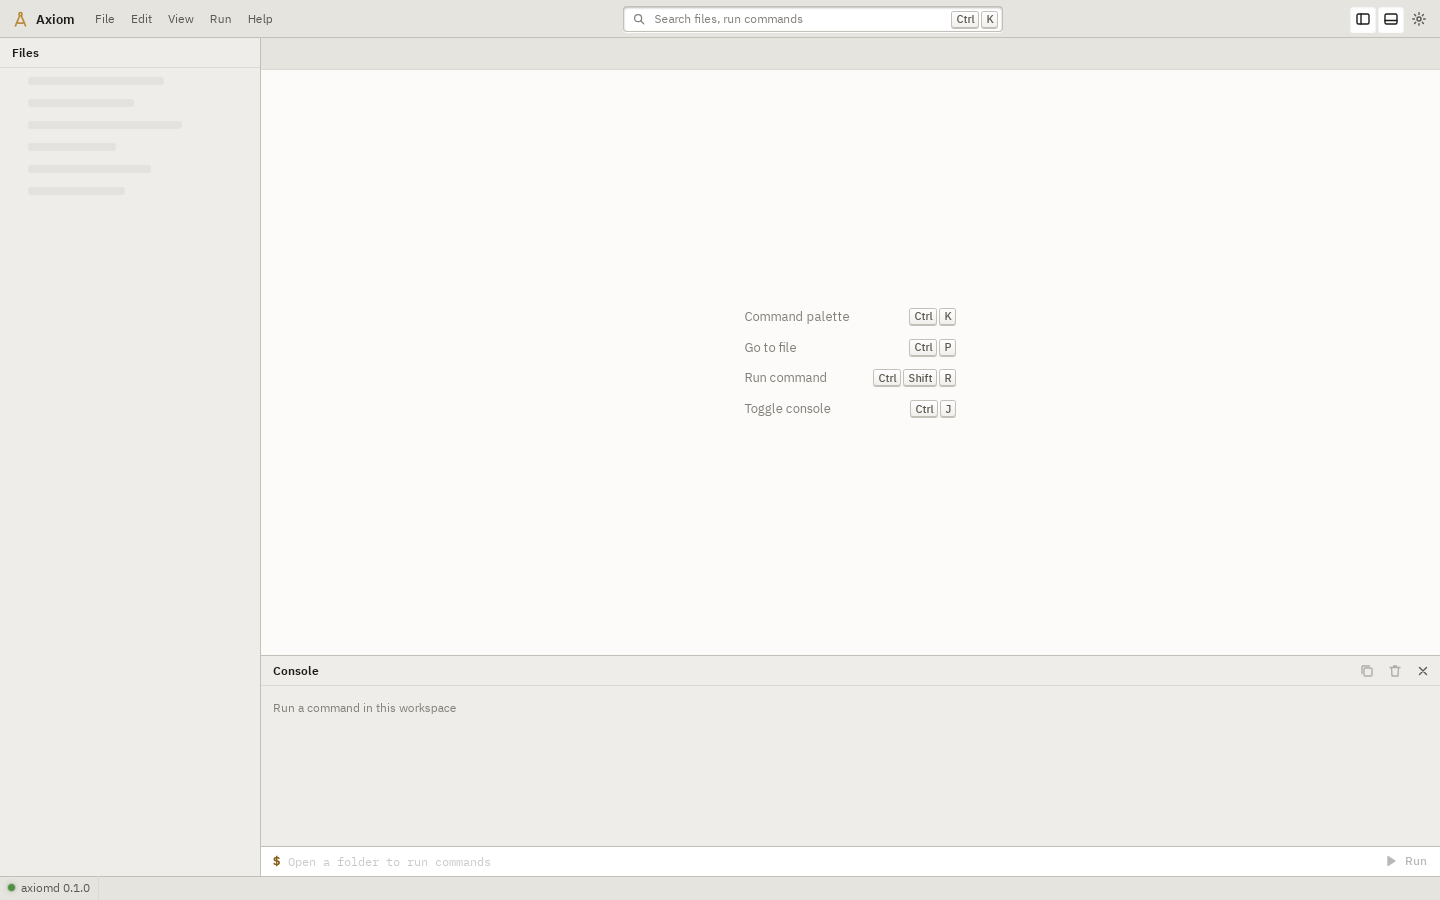 Axiom File Edit View Run Help Search files, run commands Ctrl K
Files
Command palette Ctrl K
Go to file Ctrl P
Run command Ctrl Shift R
Toggle console Ctrl J
Console
Run a command in this workspace
$ Open a folder to run commands Run
axiomd 0.1.0